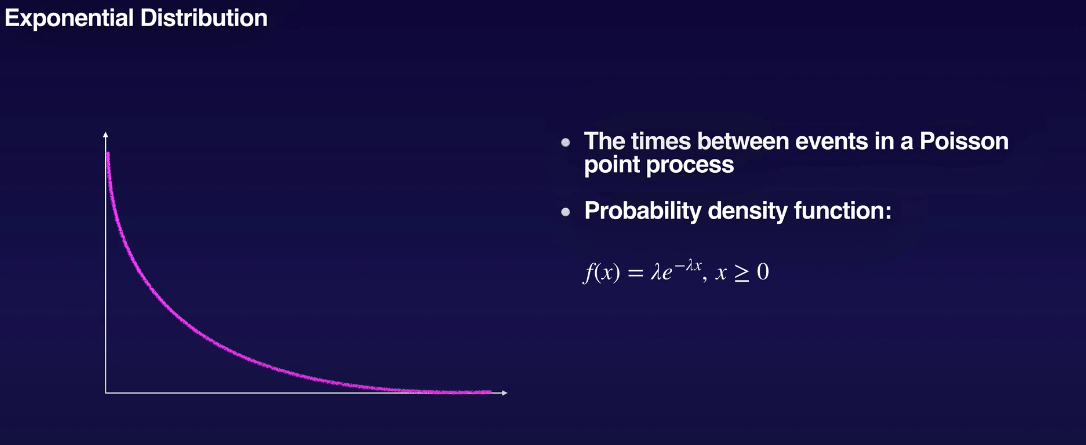 Exponential Distribution
• The times between events in a Poisson
point process
• Probability density function:
f(x) = λe^{−λx}, x ≥ 0